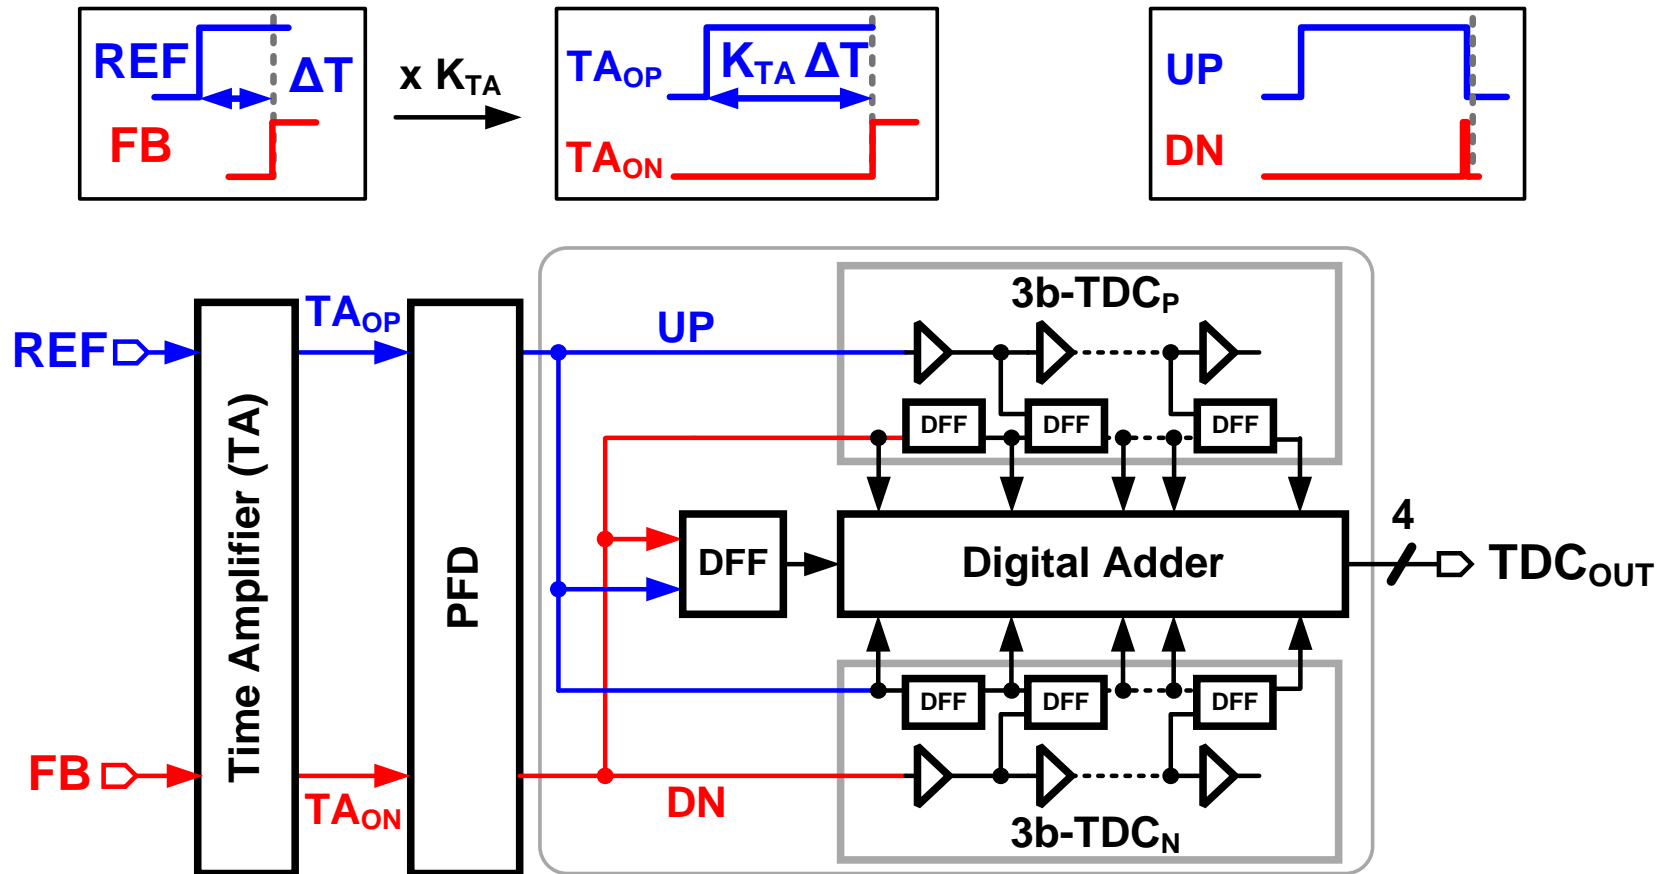 REF
ΔT
FB
x KTA
TAOP
KTA ΔT
TAON
UP
DN
3b-TDCP
TAOP
UP
REF
DFF
DFF
DFF
Time Amplifier (TA)
PFD
DFF
Digital Adder
4
TDCOUT
DFF
DFF
DFF
FB
TAON
DN
3b-TDCN